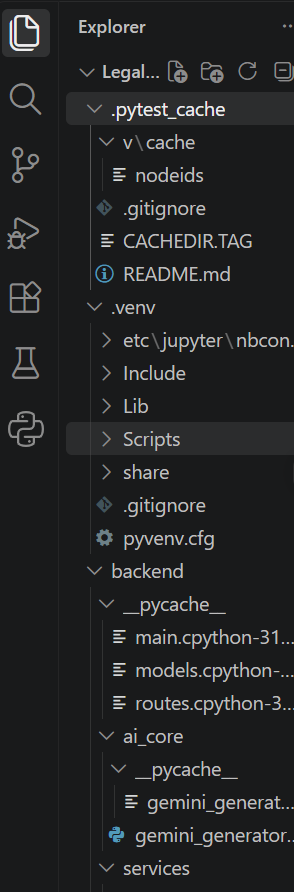 Explorer
Legal...
.pytest_cache
v\cache
nodeids
.gitignore
CACHEDIR.TAG
README.md
.venv
etc\jupyter\nbcon...
Include
Lib
Scripts
share
.gitignore
pyvenv.cfg
backend
__pycache__
main.cpython-31...
models.cpython-...
routes.cpython-3...
ai_core
__pycache__
gemini_generat...
gemini_generator...
services